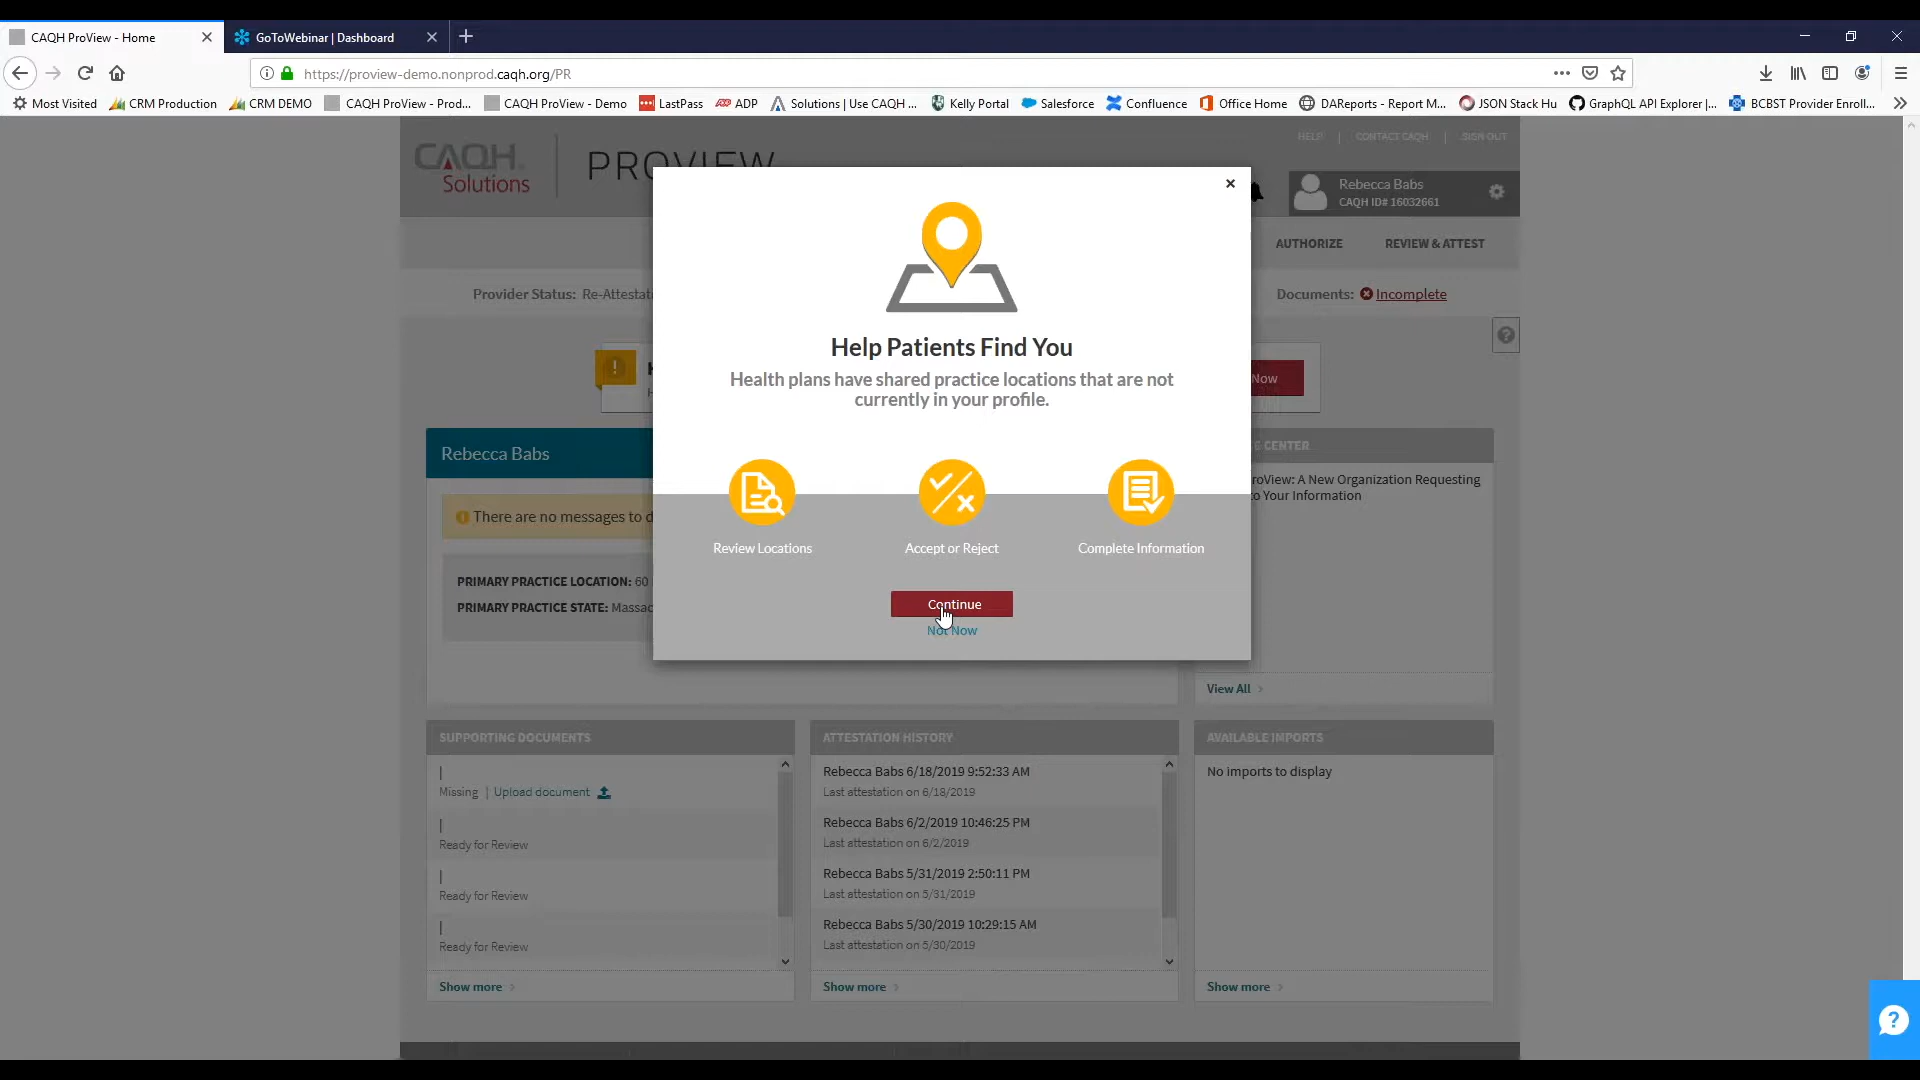 CAQH ProView - Home
GoToWebinar | Dashboard
https://proview-demo.nonprod.caqh.org/PR
Most Visited
CRM Production
CRM DEMO
CAQH ProView - Prod...
CAQH ProView - Demo
LastPass
ADP
Solutions | Use CAQH ...
Kelly Portal
Salesforce
Confluence
Office Home
DAReports - Report M...
JSON Stack Hu
GraphQL API Explorer |...
BCBST Provider Enroll...
HELP | CONTACT CAQH | SIGN OUT
CAQH
Solutions
PROVIEW
Rebecca Babs
CAQH ID# 16032661
AUTHORIZE
REVIEW & ATTEST
Provider Status: Re-Attestat
Documents: Incomplete
Help Patients Find You
Health plans have shared practice locations that are not
currently in your profile.
Now
Rebecca Babs
CENTER
roView: A New Organization Requesting
o Your Information
There are no messages to d
Review Locations
Accept or Reject
Complete Information
PRIMARY PRACTICE LOCATION: 60
PRIMARY PRACTICE STATE: Massac
Continue
Not Now
View All
SUPPORTING DOCUMENTS
Missing | Upload document
Ready for Review
Ready for Review
Ready for Review
Show more
ATTESTATION HISTORY
Rebecca Babs 6/18/2019 9:52:33 AM
Last attestation on 6/18/2019
Rebecca Babs 6/2/2019 10:46:25 PM
Last attestation on 6/2/2019
Rebecca Babs 5/31/2019 2:50:11 PM
Last attestation on 5/31/2019
Rebecca Babs 5/30/2019 10:29:15 AM
Last attestation on 5/30/2019
Show more
AVAILABLE IMPORTS
No imports to display
Show more